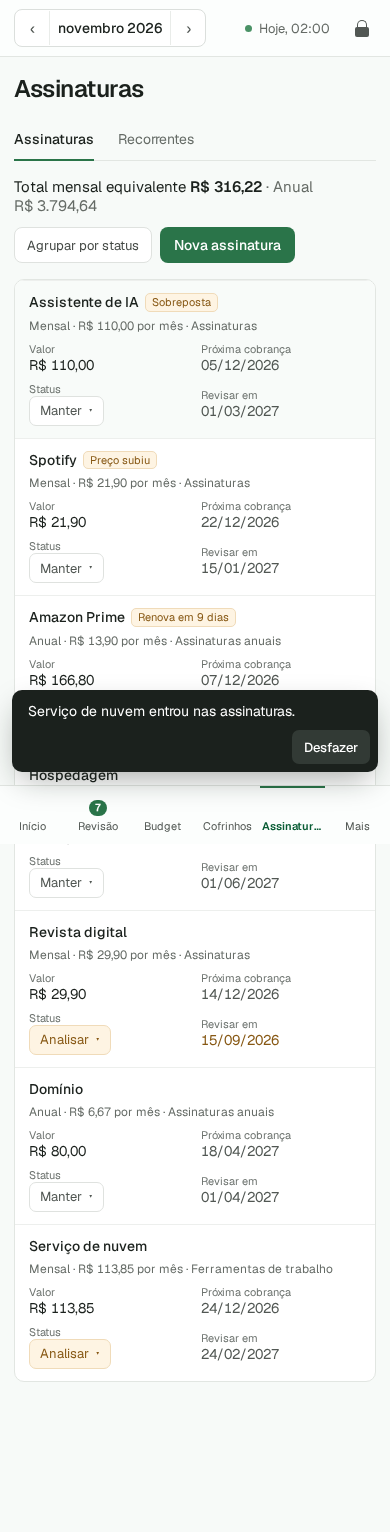 ‹ novembro 2026 › Hoje, 02:00
Assinaturas
Assinaturas Recorrentes
Total mensal equivalente R$ 316,22 · Anual
R$ 3.794,64
Agrupar por status Nova assinatura
Assistente de IA Sobreposta
Mensal · R$ 110,00 por mês · Assinaturas
Valor Próxima cobrança
R$ 110,00 05/12/2026
Status Revisar em
Manter 01/03/2027
Spotify Preço subiu
Mensal · R$ 21,90 por mês · Assinaturas
Valor Próxima cobrança
R$ 21,90 22/12/2026
Status Revisar em
Manter 15/01/2027
Amazon Prime Renova em 9 dias
Anual · R$ 13,90 por mês · Assinaturas anuais
Valor Próxima cobrança
R$ 166,80 07/12/2026
Serviço de nuvem entrou nas assinaturas.
Desfazer
Hospedagem
7
Início Revisão Budget Cofrinhos Assinatur... Mais
Status Revisar em
Manter 01/06/2027
Revista digital
Mensal · R$ 29,90 por mês · Assinaturas
Valor Próxima cobrança
R$ 29,90 14/12/2026
Status Revisar em
Analisar 15/09/2026
Domínio
Anual · R$ 6,67 por mês · Assinaturas anuais
Valor Próxima cobrança
R$ 80,00 18/04/2027
Status Revisar em
Manter 01/04/2027
Serviço de nuvem
Mensal · R$ 113,85 por mês · Ferramentas de trabalho
Valor Próxima cobrança
R$ 113,85 24/12/2026
Status Revisar em
Analisar 24/02/2027